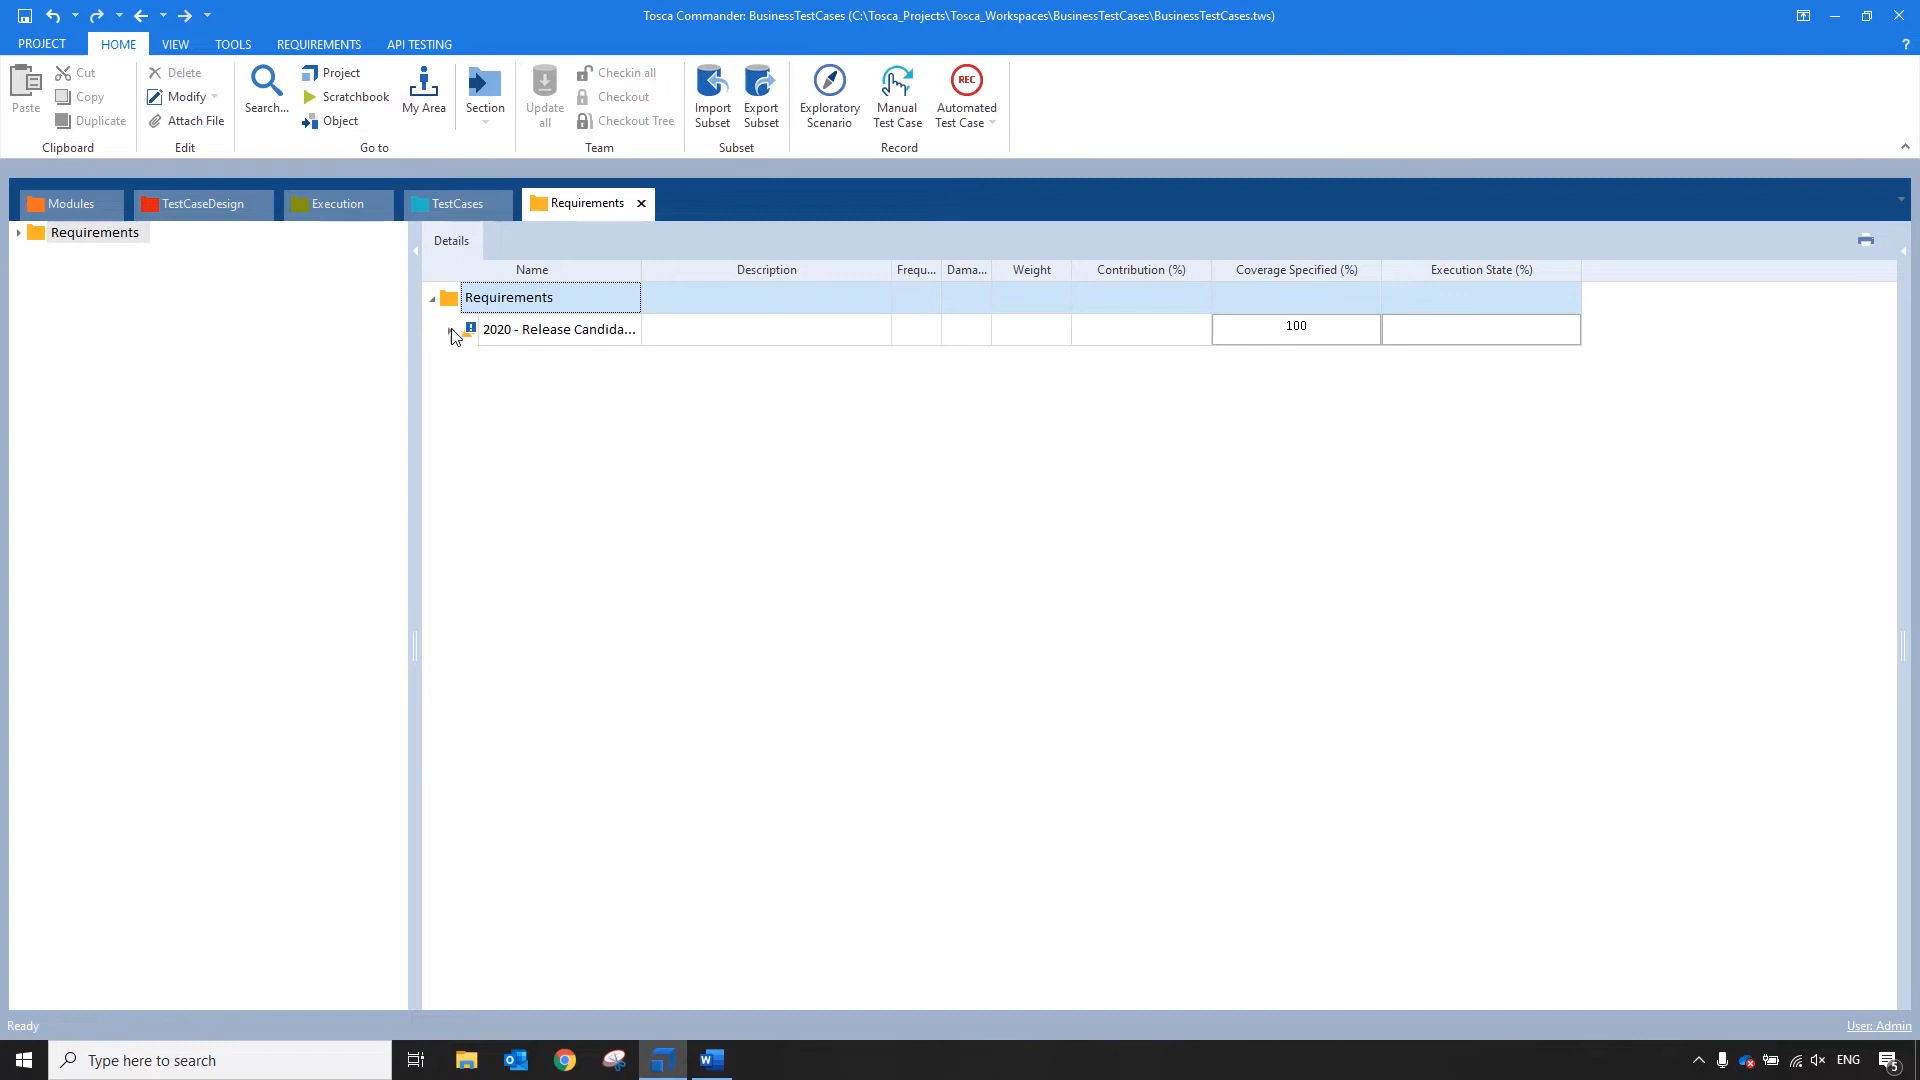 Tosca Commander: BusinessTestCases (C:\Tosca_Projects\Tosca_Workspaces\BusinessTestCases\BusinessTestCases.tws)
PROJECT HOME VIEW TOOLS REQUIREMENTS API TESTING ?
Paste
Cut
Copy
Duplicate
Clipboard
Delete
Modify
Attach File
Edit
Search...
Project
Scratchbook
Object
My Area
Section
Go to
Update all
Checkin all
Checkout
Checkout Tree
Team
Import Subset
Export Subset
Subset
Exploratory Scenario
Manual Test Case
REC
Automated Test Case
Record
Modules TestCaseDesign Execution TestCases Requirements
Requirements
Details
Name Description Frequ... Dama... Weight Contribution (%) Coverage Specified (%) Execution State (%)
Requirements
2020 - Release Candida... 100
Ready User: Admin
Type here to search ENG 5